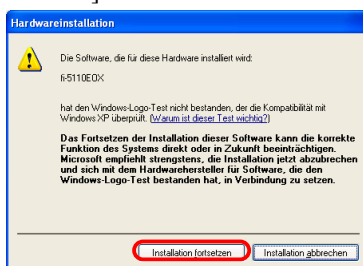 Hardwareinstallation
Die Software, die für diese Hardware installiert wird:
fi-5110EOX
hat den Windows-Logo-Test nicht bestanden, der die Kompatibilität mit
Windows XP überprüft. (Warum ist dieser Test wichtig?)
Das Fortsetzen der Installation dieser Software kann die korrekte
Funktion des Systems direkt oder in Zukunft beeinträchtigen.
Microsoft empfiehlt strengstens, die Installation jetzt abzubrechen
und sich mit dem Hardwarehersteller für Software, die den
Windows-Logo-Test bestanden hat, in Verbindung zu setzen.
Installation fortsetzen Installation abbrechen